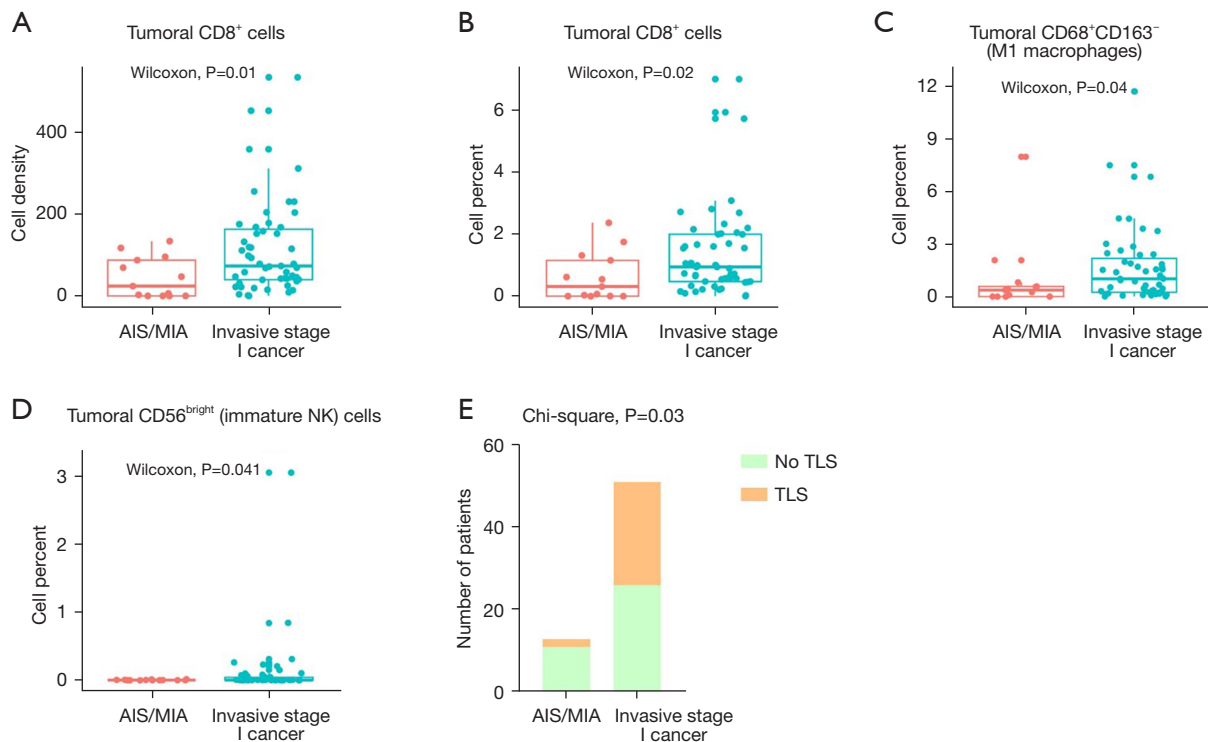 A
Tumoral CD8⁺ cells
Wilcoxon, P=0.01
Cell density
400
200
0
AIS/MIA
Invasive stage
I cancer
B
Tumoral CD8⁺ cells
Wilcoxon, P=0.02
Cell percent
6
4
2
0
AIS/MIA
Invasive stage
I cancer
C
Tumoral CD68⁺CD163⁻
(M1 macrophages)
Wilcoxon, P=0.04
Cell percent
12
9
6
3
0
AIS/MIA
Invasive stage
I cancer
D
Tumoral CD56bright (immature NK) cells
Wilcoxon, P=0.041
Cell percent
3
2
1
0
AIS/MIA
Invasive stage
I cancer
E
Chi-square, P=0.03
Number of patients
60
40
20
0
AIS/MIA
Invasive stage
I cancer
No TLS
TLS